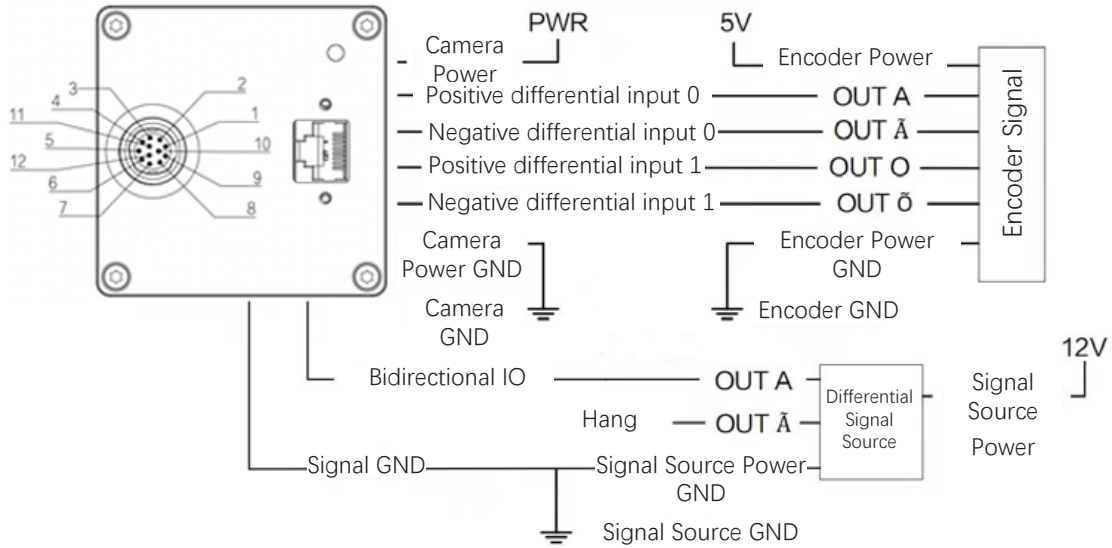 PWR
5V
Camera
Power
Encoder Power
3
2
4
1
11
5
10
12
6
9
7
8
Positive differential input 0
OUT A
Negative differential input 0
OUT Ã
Positive differential input 1
OUT O
Negative differential input 1
OUT Õ
Encoder Signal
Camera
Power GND
Encoder Power
GND
Camera
GND
Encoder GND
12V
Bidirectional IO
OUT A
Differential
Signal
Source
Signal
Source
Power
Hang
OUT Ã
Signal GND
Signal Source Power
GND
Signal Source GND